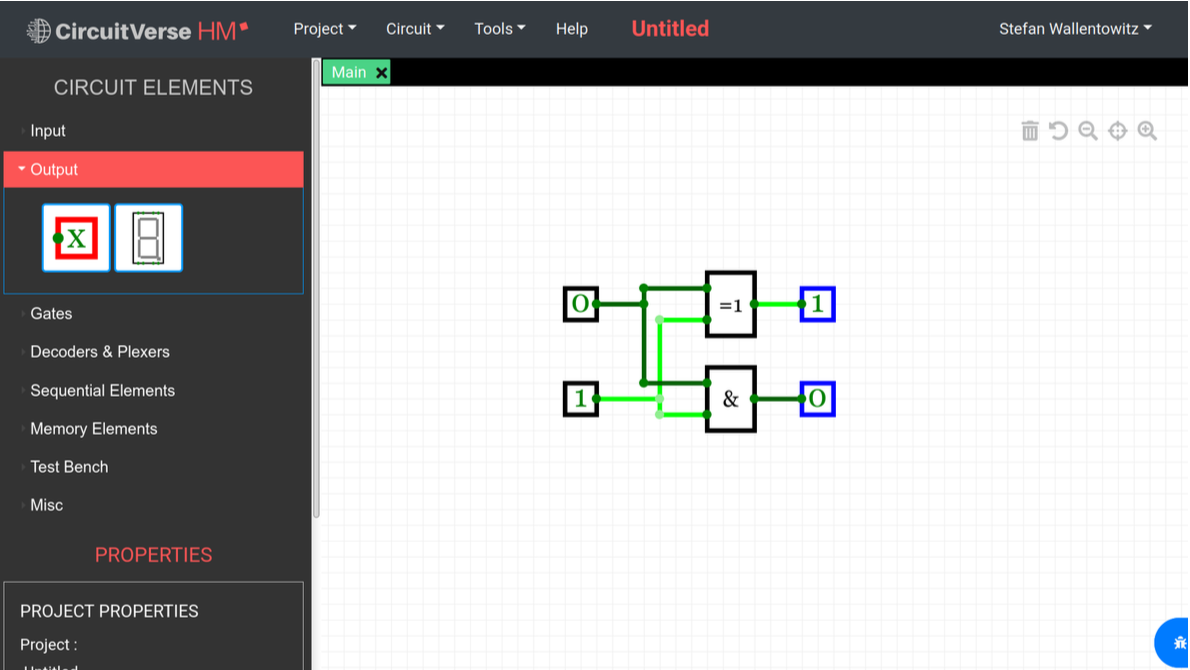 CircuitVerse HM Project Circuit Tools Help Untitled Stefan Wallentowitz
Main
CIRCUIT ELEMENTS
Input
Output
X
Gates
Decoders & Plexers
Sequential Elements
Memory Elements
Test Bench
Misc
PROPERTIES
PROJECT PROPERTIES
Project :
Untitled
0 =1 1
1 & 0